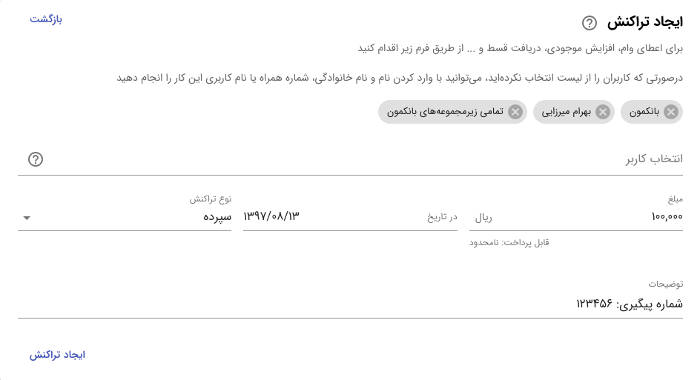 ایجاد تراکنش
بازگشت
برای اعطای وام، افزایش موجودی، دریافت قسط و ... از طریق فرم زیر اقدام کنید
درصورتی که کاربران را از لیست انتخاب نکرده‌اید، می‌توانید با وارد کردن نام و نام خانوادگی، شماره همراه یا نام کاربری این کار را انجام دهید
بانکمون
بهرام میرزایی
تمامی زیرمجموعه‌های بانکمون
انتخاب کاربر
مبلغ
۱۰۰,۰۰۰ ریال
قابل پرداخت: نامحدود
در تاریخ ۱۳۹۷/۰۸/۱۳
نوع تراکنش
سپرده
توضیحات
شماره پیگیری: ۱۲۳۴۵۶
ایجاد تراکنش